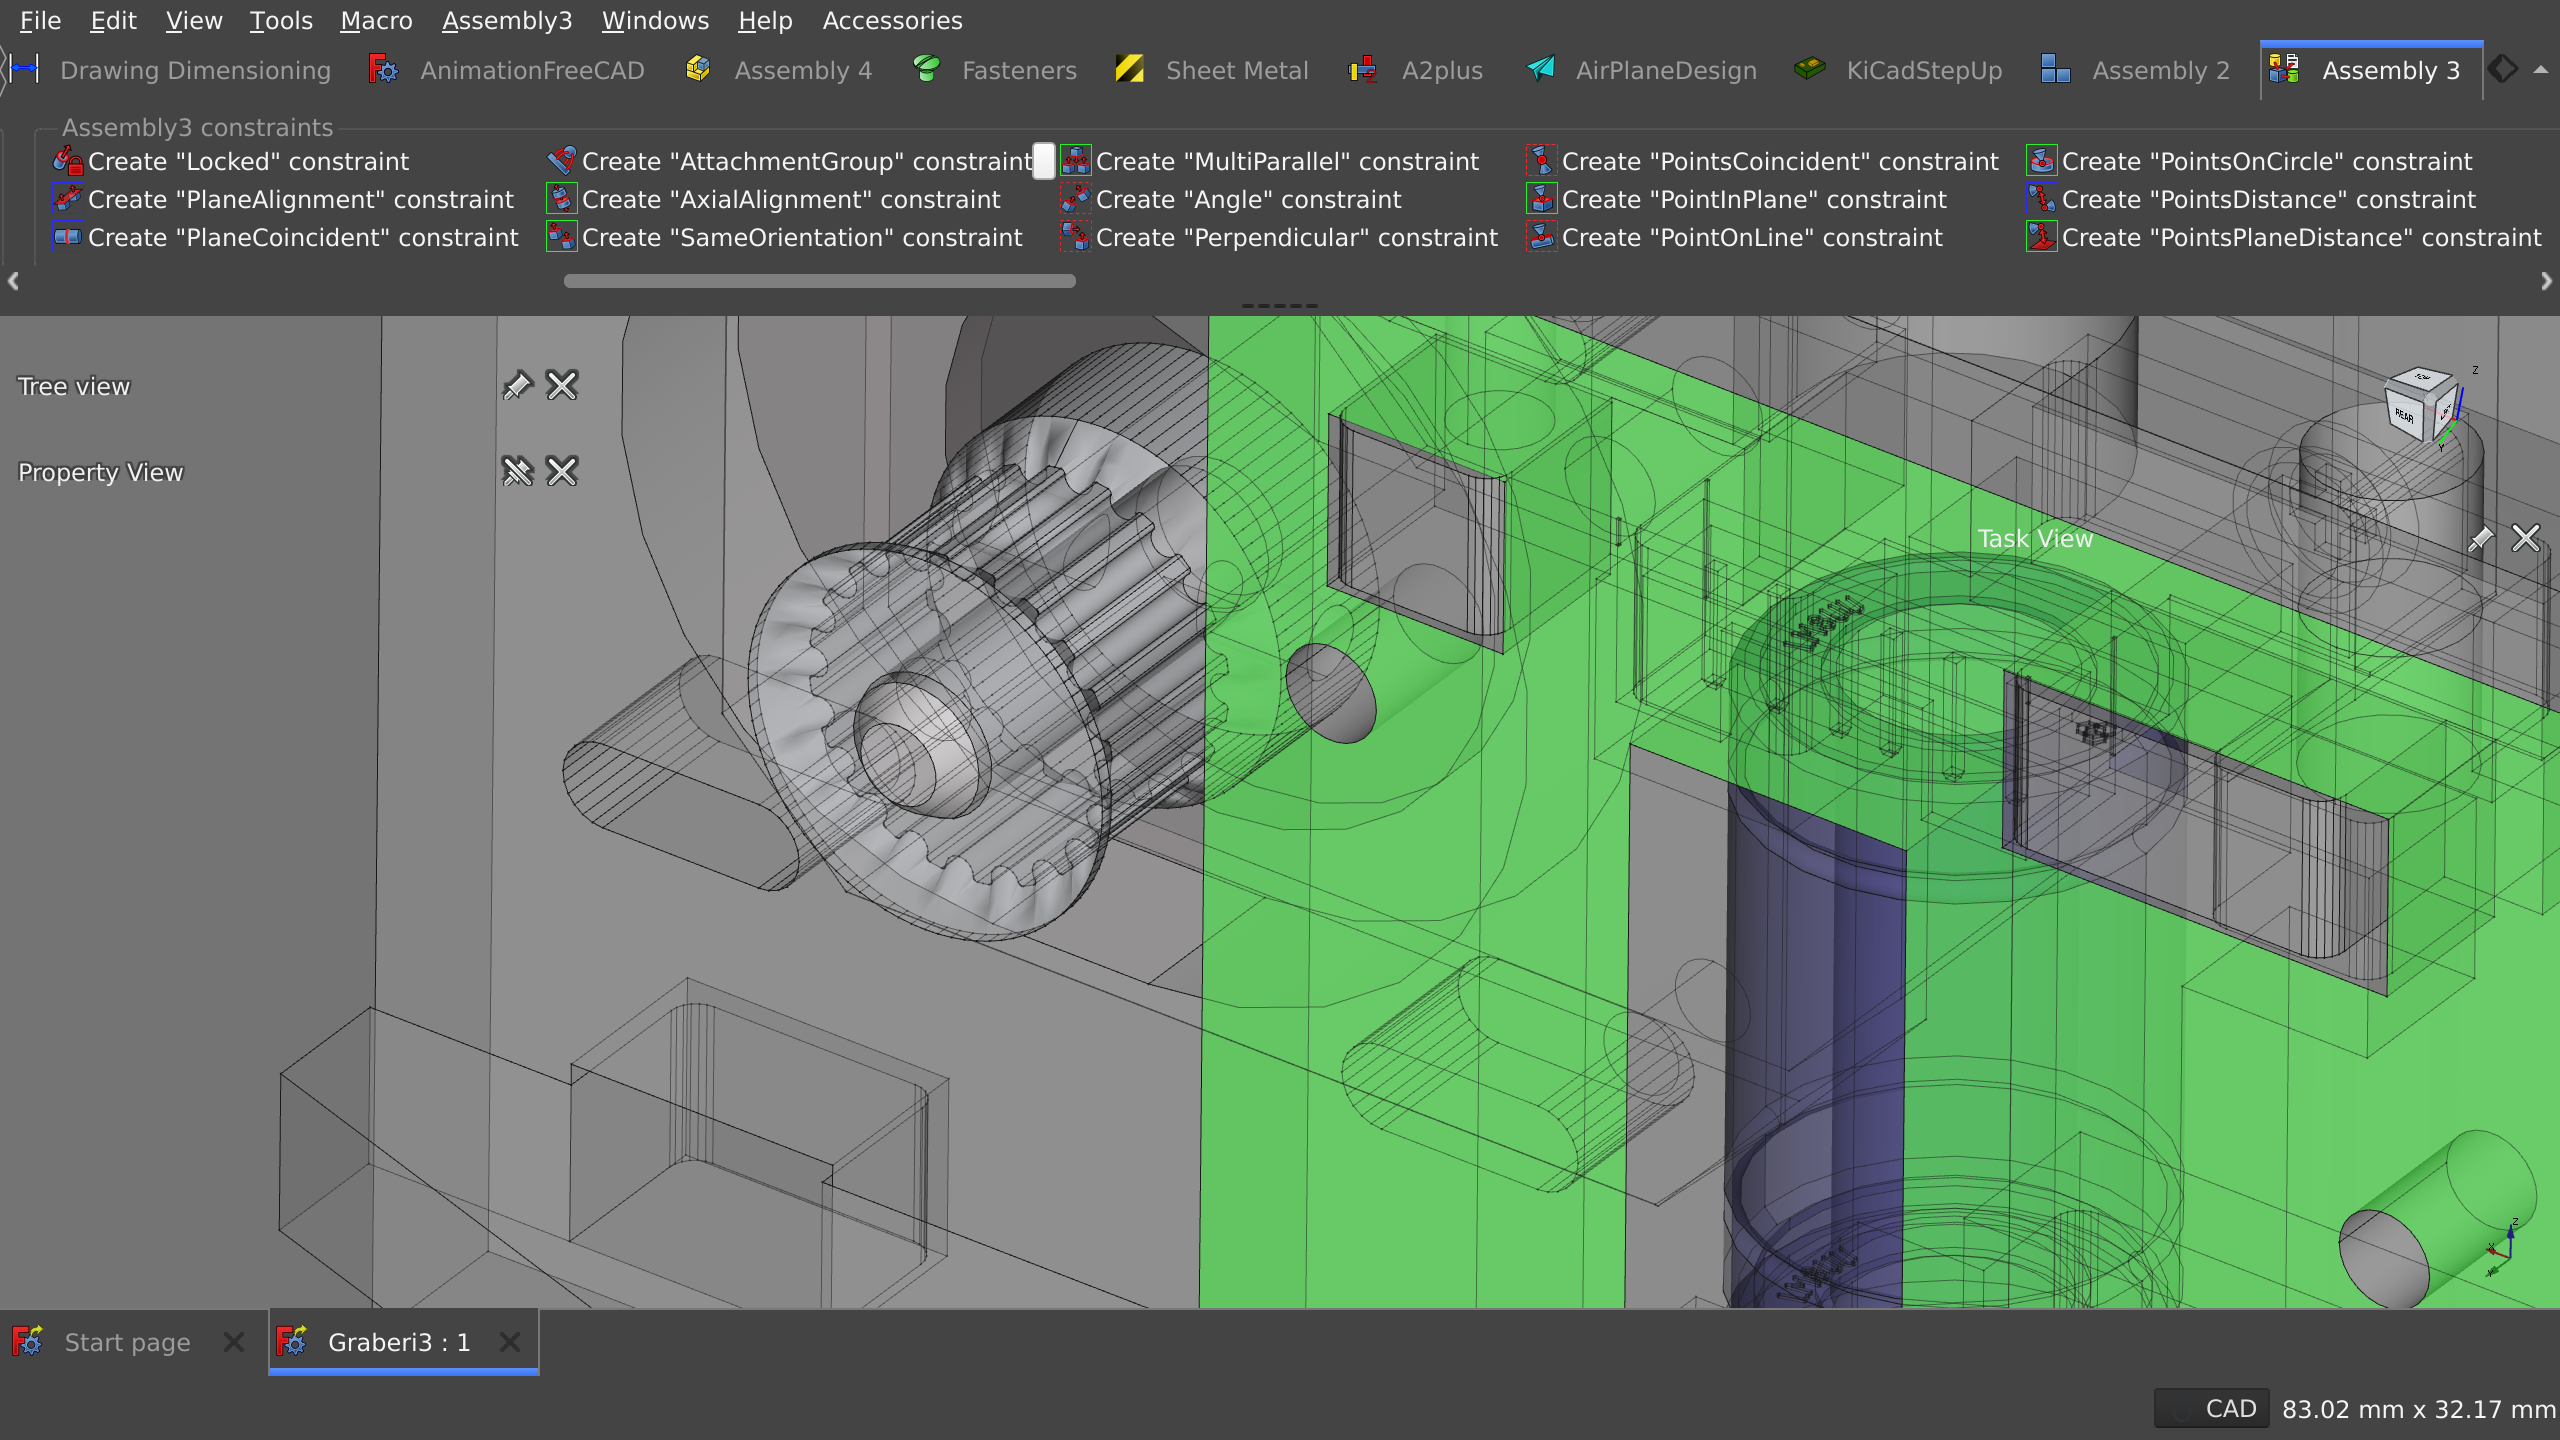 File Edit View Tools Macro Assembly3 Windows Help Accessories
Drawing Dimensioning AnimationFreeCAD Assembly 4 Fasteners Sheet Metal A2plus AirPlaneDesign KiCadStepUp Assembly 2 Assembly 3
Assembly3 constraints
Create "Locked" constraint Create "AttachmentGroup" constraint Create "MultiParallel" constraint Create "PointsCoincident" constraint Create "PointsOnCircle" constraint
Create "PlaneAlignment" constraint Create "AxialAlignment" constraint Create "Angle" constraint Create "PointInPlane" constraint Create "PointsDistance" constraint
Create "PlaneCoincident" constraint Create "SameOrientation" constraint Create "Perpendicular" constraint Create "PointOnLine" constraint Create "PointsPlaneDistance" constraint
Tree view
Z
REAR
Y
Property View
Task View
Z
Start page Graberi3 : 1
CAD 83.02 mm x 32.17 mm